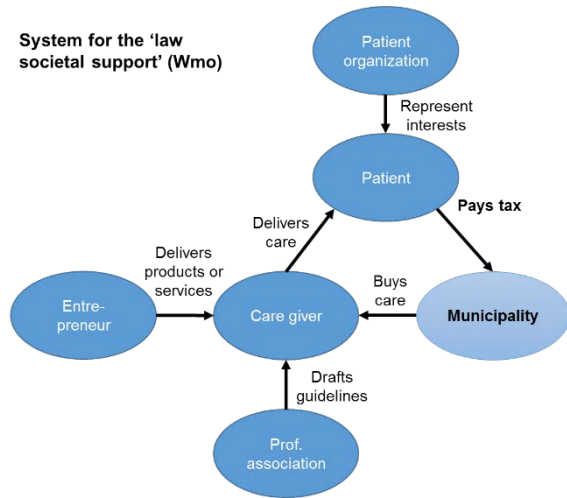 System for the ‘law
societal support’ (Wmo)
Patient
organization
Represent
interests
Patient
Pays tax
Delivers
care
Delivers
products or
services
Buys
care
Entre-
preneur
Care giver
Municipality
Drafts
guidelines
Prof.
association